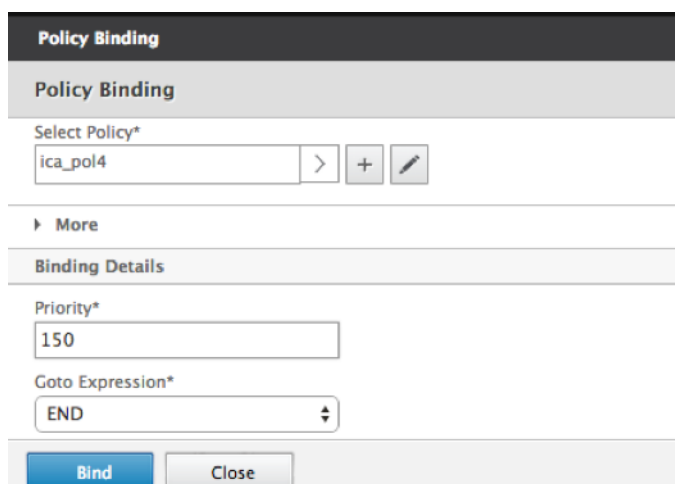 Policy Binding
Policy Binding
Select Policy*
ica_pol4
More
Binding Details
Priority*
150
Goto Expression*
END
Bind Close